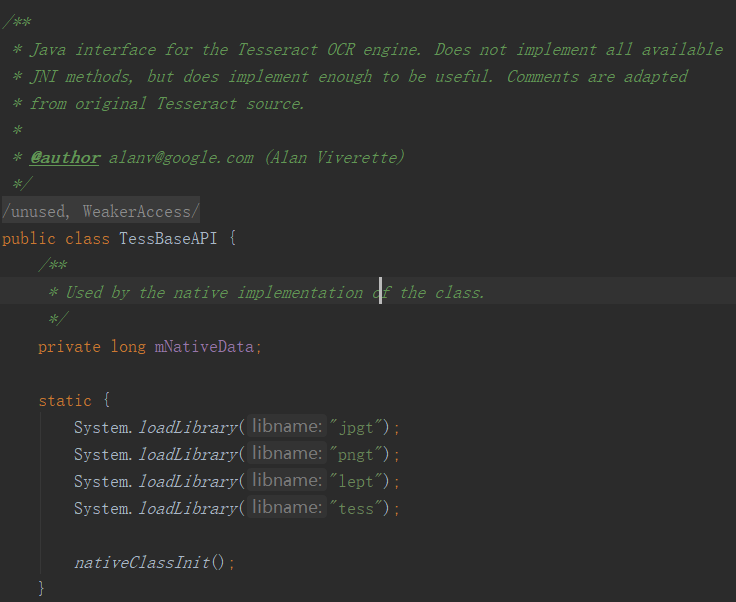 /**
 * Java interface for the Tesseract OCR engine. Does not implement all available
 * JNI methods, but does implement enough to be useful. Comments are adapted
 * from original Tesseract source.
 *
 * @author alanv@google.com (Alan Viverette)
 */
/unused, WeakerAccess/
public class TessBaseAPI {
    /**
     * Used by the native implementation of the class.
     */
    private long mNativeData;

    static {
        System.loadLibrary( libname: "jpgt");
        System.loadLibrary( libname: "pngt");
        System.loadLibrary( libname: "lept");
        System.loadLibrary( libname: "tess");

        nativeClassInit();
    }